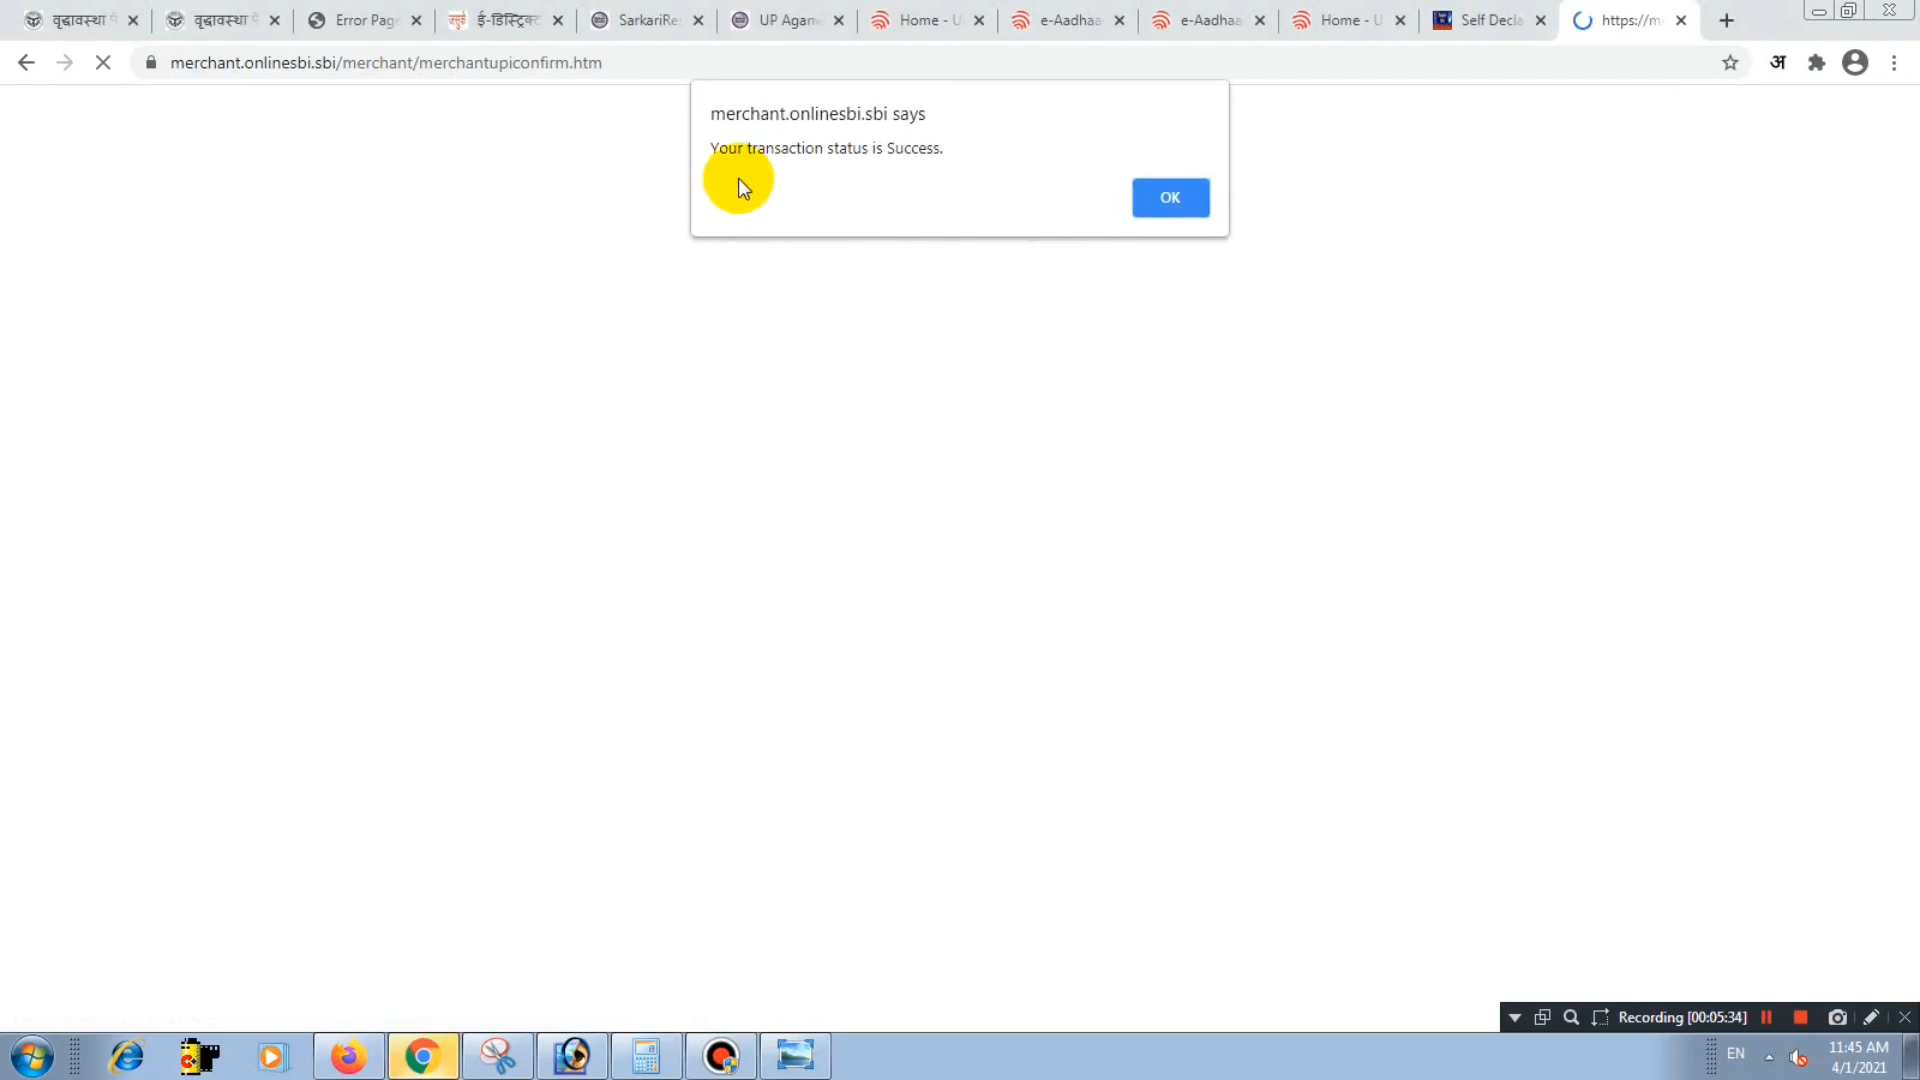 वृद्धावस्था
वृद्धावस्था
Error Pag
ई-डिस्ट्रिक्ट
SarkariRe
UP Agan
Home - U
e-Aadhaa
e-Aadhaa
Home - U
Self Decla
https://m
merchant.onlinesbi.sbi/merchant/merchantupiconfirm.htm
अ
merchant.onlinesbi.sbi says
Your transaction status is Success.
OK
Recording [00:05:34]
EN
11:45 AM
4/1/2021